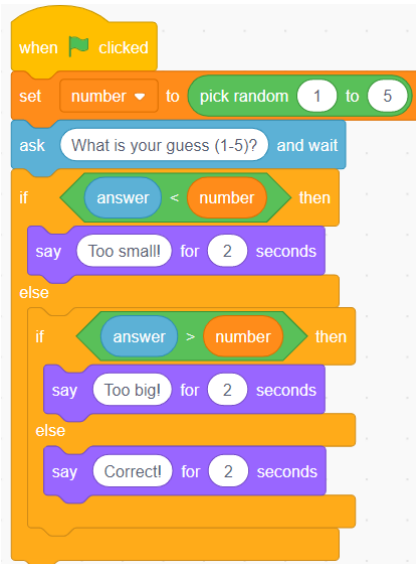 when clicked
set number to pick random 1 to 5
ask What is your guess (1-5)? and wait
if answer < number then
say Too small! for 2 seconds
else
if answer > number then
say Too big! for 2 seconds
else
say Correct! for 2 seconds